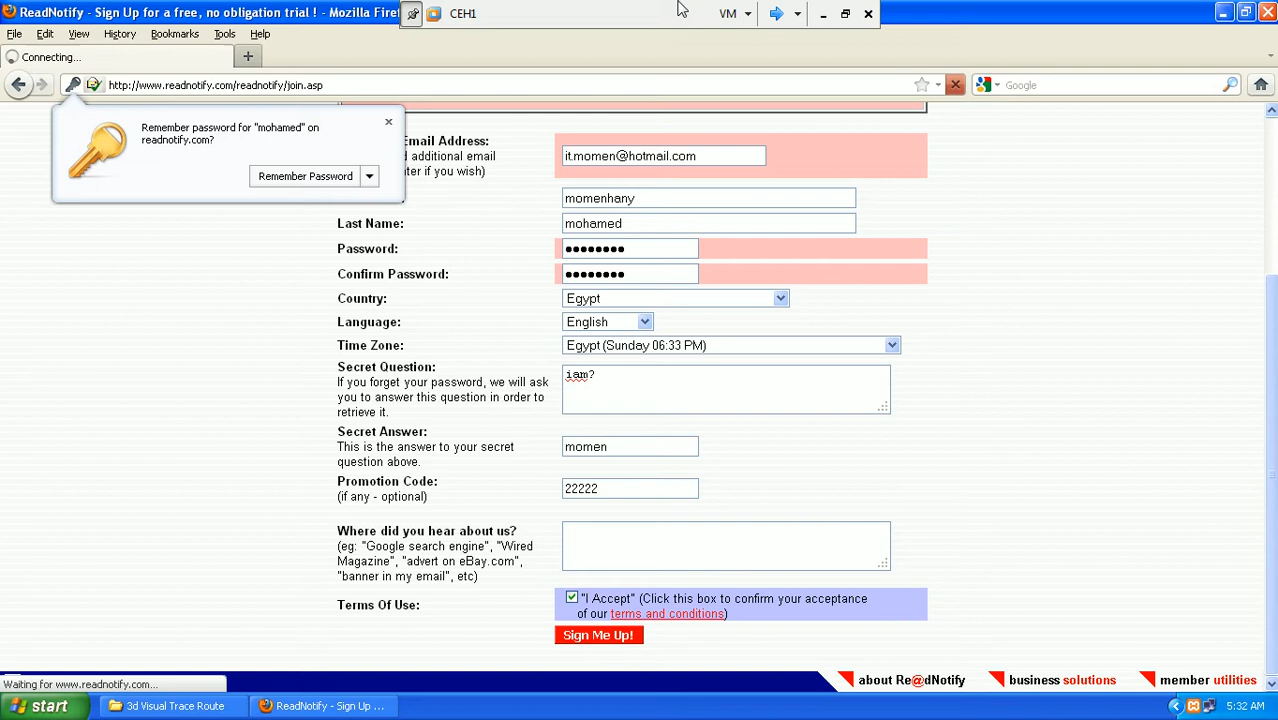 ReadNotify - Sign Up for a free, no obligation trial ! - Mozilla Firef
CEH1
VM
File Edit View History Bookmarks Tools Help
Connecting...
http://www.readnotify.com/readnotify/join.asp
Google
Remember password for "mohamed" on
readnotify.com?
Remember Password
Email Address:
additional email
ter if you wish)
it.momen@hotmail.com
momenhany
Last Name:
mohamed
Password:
••••••••
Confirm Password:
••••••••
Country:
Egypt
Language:
English
Time Zone:
Egypt (Sunday 06:33 PM)
Secret Question:
If you forget your password, we will ask
you to answer this question in order to
retrieve it.
iam?
Secret Answer:
This is the answer to your secret
question above.
momen
Promotion Code:
(if any - optional)
22222
Where did you hear about us?
(eg: "Google search engine", "Wired
Magazine", "advert on eBay.com",
"banner in my email", etc)
Terms Of Use:
"I Accept" (Click this box to confirm your acceptance
of our terms and conditions)
Sign Me Up!
about Re@dNotify
business solutions
member utilities
Waiting for www.readnotify.com...
start
3d Visual Trace Route
ReadNotify - Sign Up ...
5:32 AM